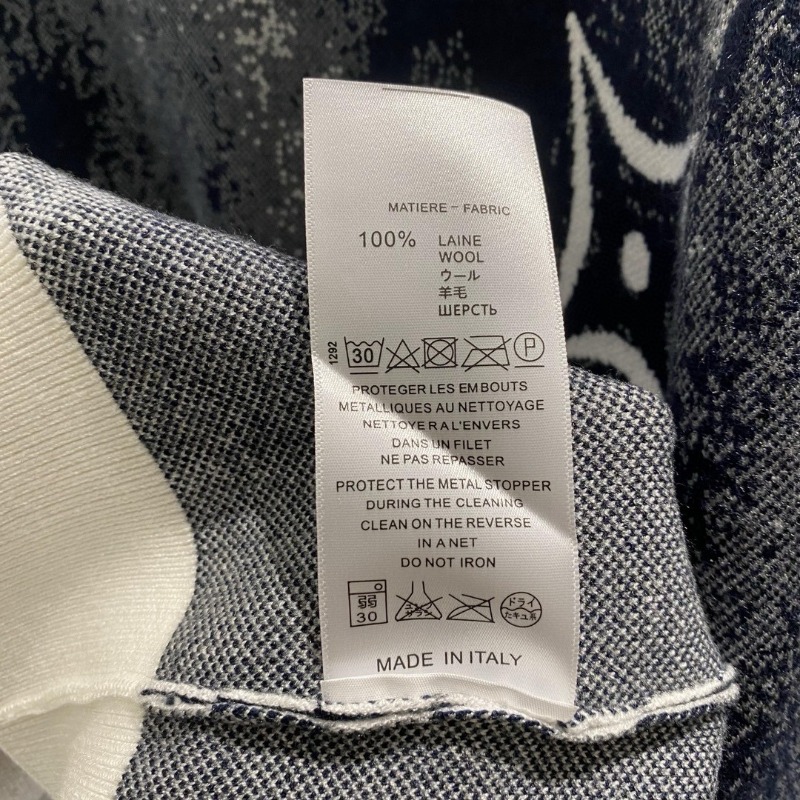 MATIERE - FABRIC
100% LAINE
WOOL
ウール
羊毛
ШЕРСТЬ
1292
30 P
PROTEGER LES EMBOUTS
METALLIQUES AU NETTOYAGE
NETTOYER A L'ENVERS
DANS UN FILET
NE PAS REPASSER
PROTECT THE METAL STOPPER
DURING THE CLEANING
CLEAN ON THE REVERSE
IN A NET
DO NOT IRON
弱
30
ドライ
MADE IN ITALY